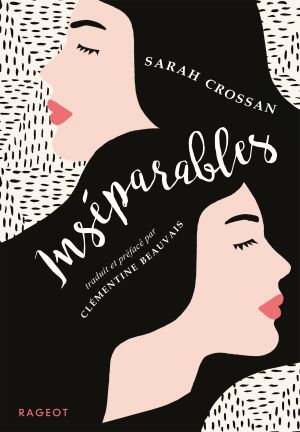 SARAH CROSSAN
Inséparables
traduit et préfacé par
CLÉMENTINE BEAUVAIS
RAGEOT